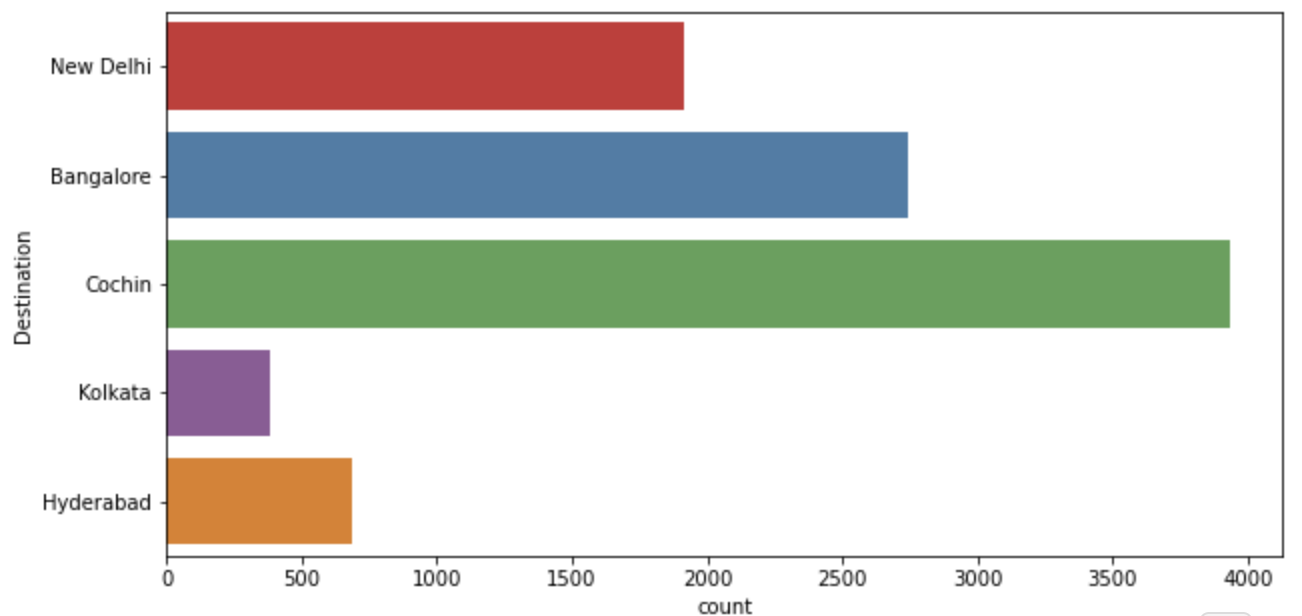 New Delhi
Bangalore
Cochin
Kolkata
Hyderabad
Destination
0 500 1000 1500 2000 2500 3000 3500 4000
count